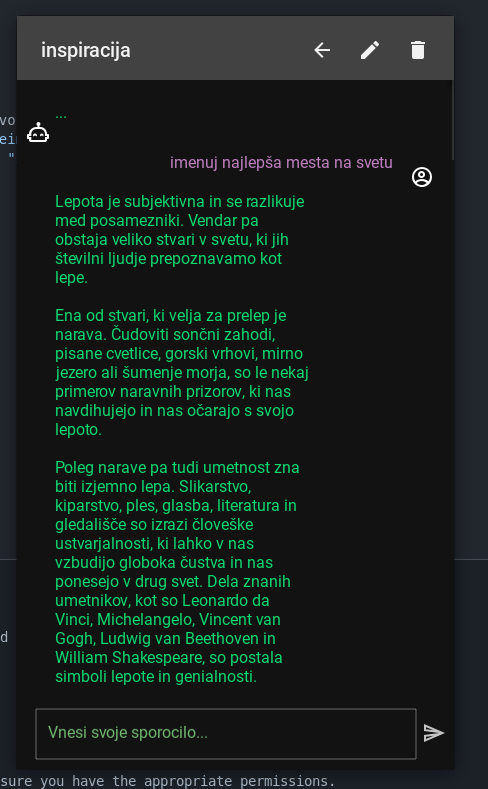 inspiracija
...
vo
imenuj najlepša mesta na svetu
Lepota je subjektivna in se razlikuje
med posamezniki. Vendar pa
obstaja veliko stvari v svetu, ki jih
številni ljudje prepoznavamo kot
lepe.
Ena od stvari, ki velja za prelep je
narava. Čudoviti sončni zahodi,
pisane cvetlice, gorski vrhovi, mirno
jezero ali šumenje morja, so le nekaj
primerov naravnih prizorov, ki nas
navdihujejo in nas očarajo s svojo
lepoto.
Poleg narave pa tudi umetnost zna
biti izjemno lepa. Slikarstvo,
kiparstvo, ples, glasba, literatura in
gledališče so izrazi človeške
ustvarjalnosti, ki lahko v nas
vzbudijo globoka čustva in nas
ponesejo v drug svet. Dela znanih
umetnikov, kot so Leonardo da
Vinci, Michelangelo, Vincent van
Gogh, Ludwig van Beethoven in
William Shakespeare, so postala
simboli lepote in genialnosti.
d
Vnesi svoje sporocilo...
sure you have the appropriate permissions.